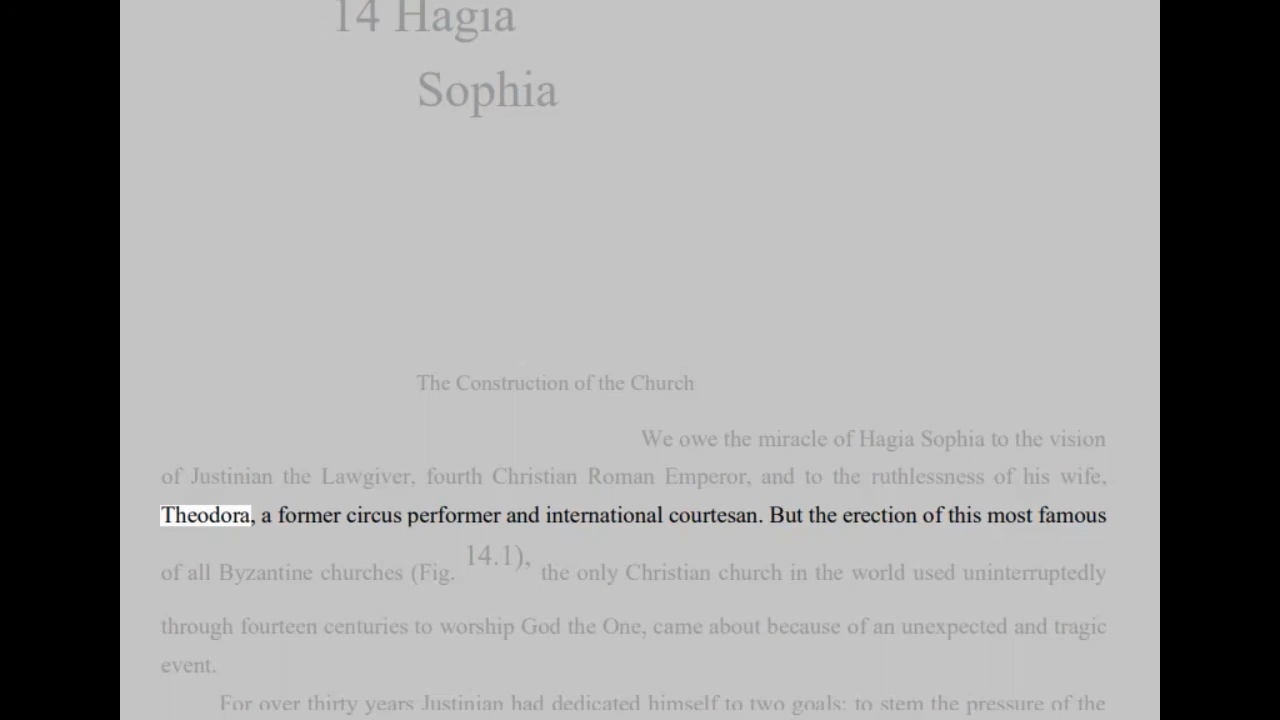 14 Hagia
Sophia
The Construction of the Church
We owe the miracle of Hagia Sophia to the vision
of Justinian the Lawgiver, fourth Christian Roman Emperor, and to the ruthlessness of his wife,
Theodora, a former circus performer and international courtesan. But the erection of this most famous
of all Byzantine churches (Fig. 14.1), the only Christian church in the world used uninterruptedly
through fourteen centuries to worship God the One, came about because of an unexpected and tragic
event.
For over thirty years Justinian had dedicated himself to two goals: to stem the pressure of the